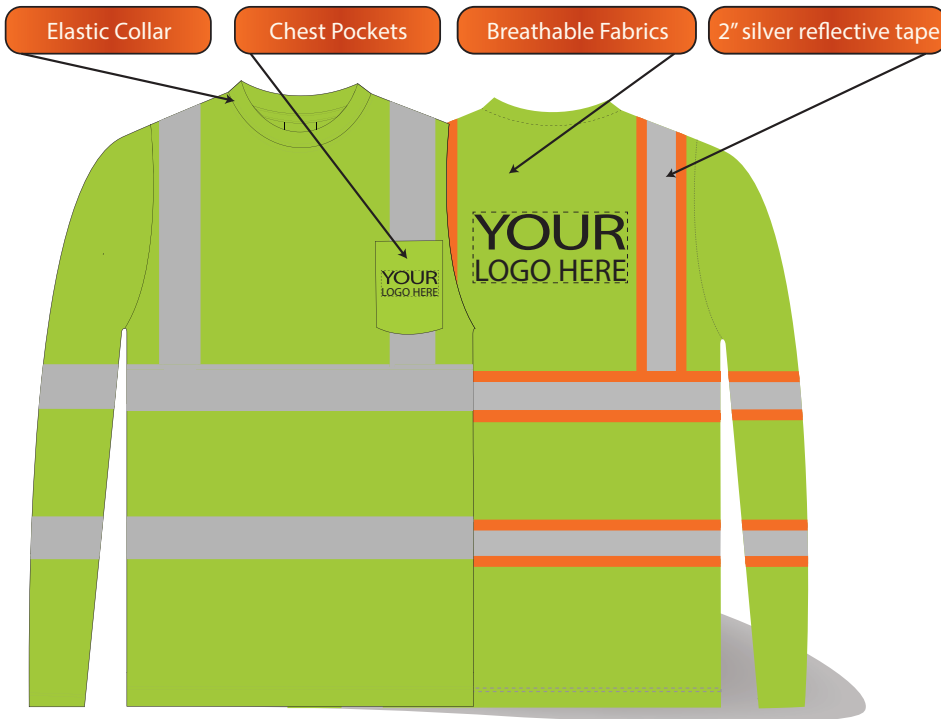 Elastic Collar
Chest Pockets
Breathable Fabrics
2" silver reflective tape
YOUR
LOGO HERE
YOUR
LOGO HERE